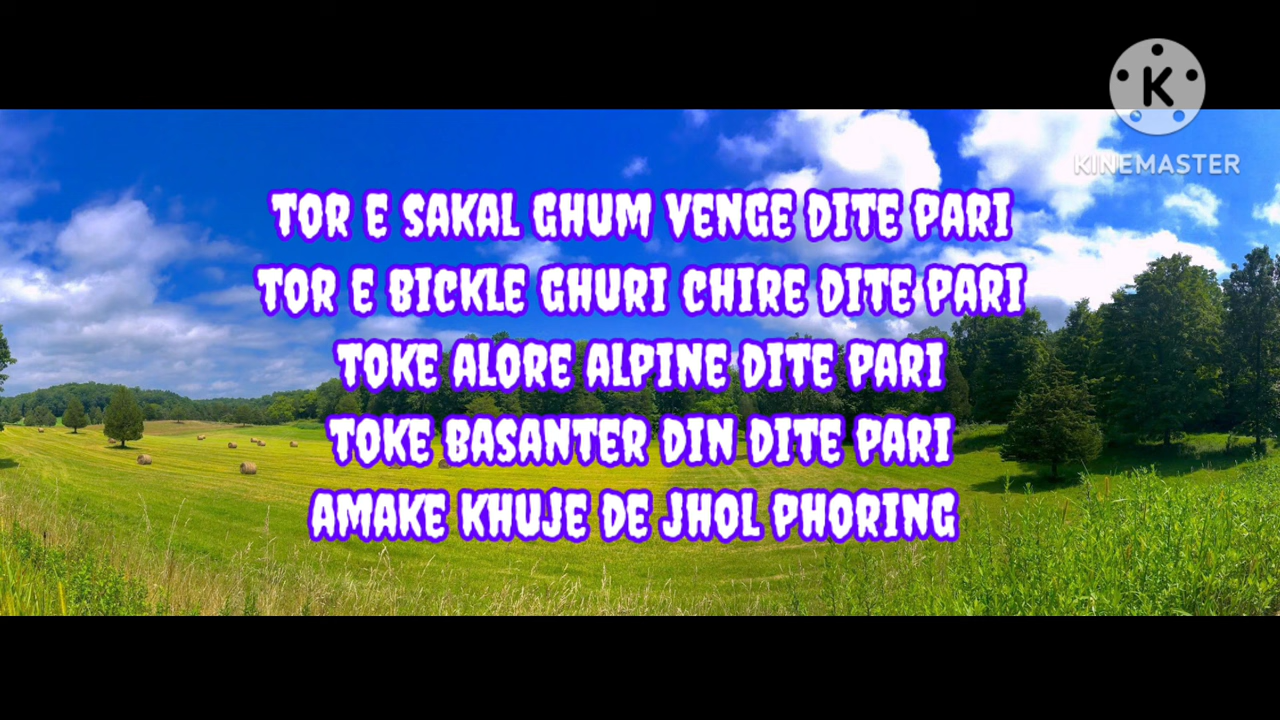 K
KINEMASTER
TOR E SAKAL GHUM VENGE DITE PARI
TOR E BICKLE GHURI CHIRE DITE PARI
TOKE ALORE ALPINE DITE PARI
TOKE BASANTER DIN DITE PARI
AMAKE KHUJE DE JHOL PHORING